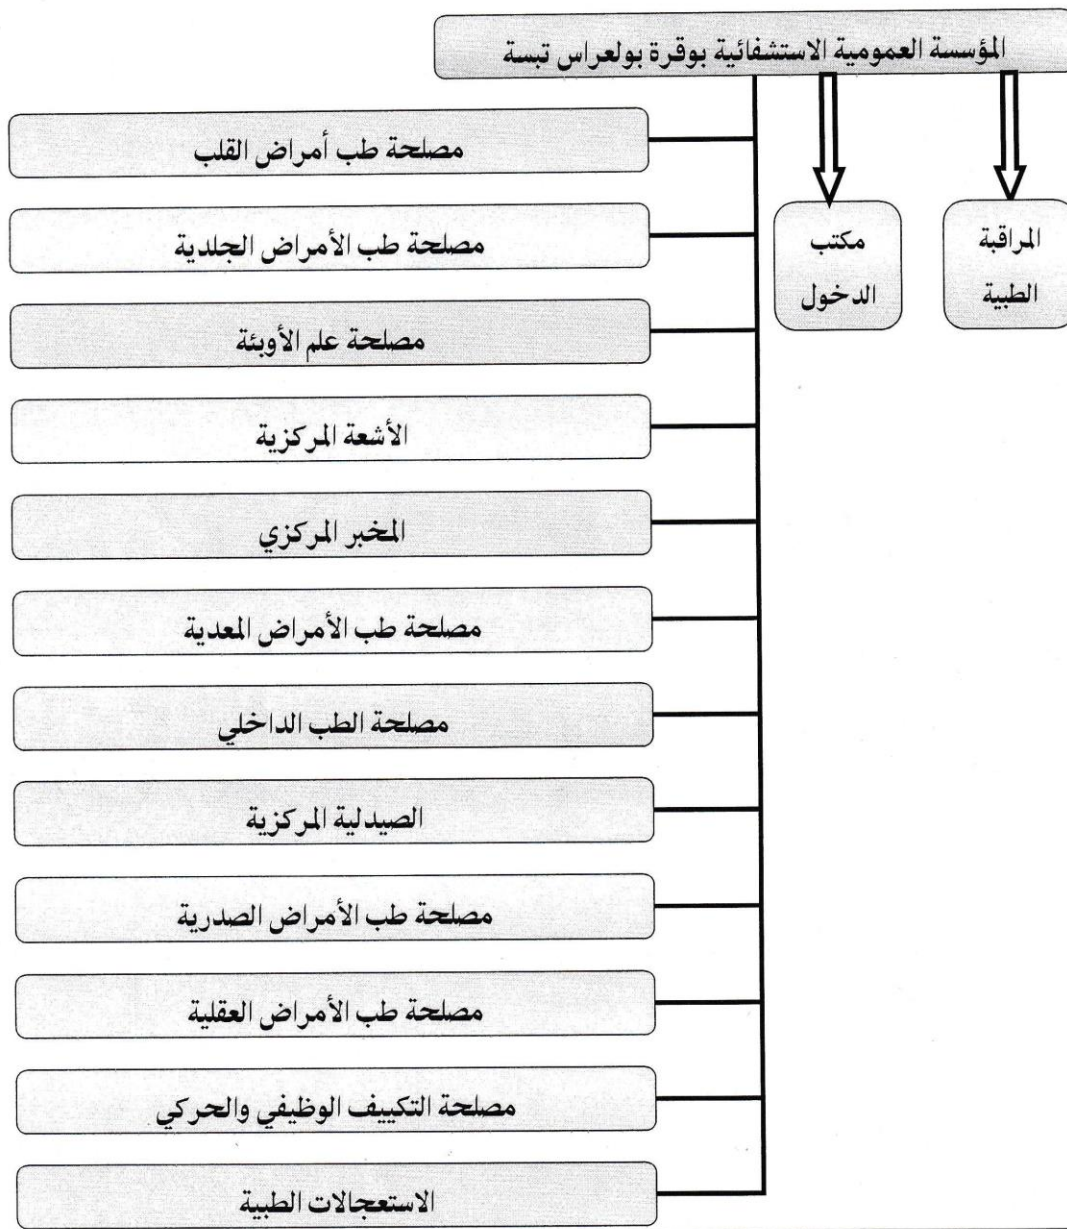 المؤسسة العمومية الاستشفائية بوقرة بولعراس تبسة
المراقبة
الطبية
مكتب
الدخول
مصلحة طب أمراض القلب
مصلحة طب الأمراض الجلدية
مصلحة علم الأوبئة
الأشعة المركزية
المخبر المركزي
مصلحة طب الأمراض المعدية
مصلحة الطب الداخلي
الصيدلية المركزية
مصلحة طب الأمراض الصدرية
مصلحة طب الأمراض العقلية
مصلحة التكييف الوظيفي والحركي
الاستعجالات الطبية